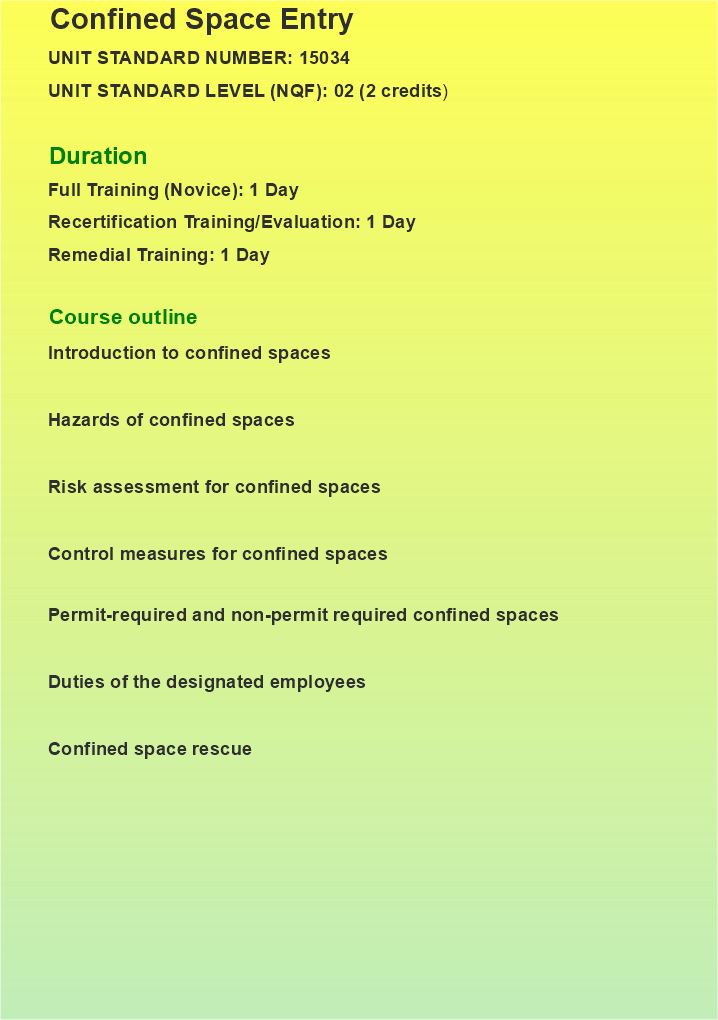 Confined Space Entry
UNIT STANDARD NUMBER: 15034
UNIT STANDARD LEVEL (NQF): 02 (2 credits)
Duration
Full Training (Novice): 1 Day
Recertification Training/Evaluation: 1 Day
Remedial Training: 1 Day
Course outline
Introduction to confined spaces
Hazards of confined spaces
Risk assessment for confined spaces
Control measures for confined spaces
Permit-required and non-permit required confined spaces
Duties of the designated employees
Confined space rescue